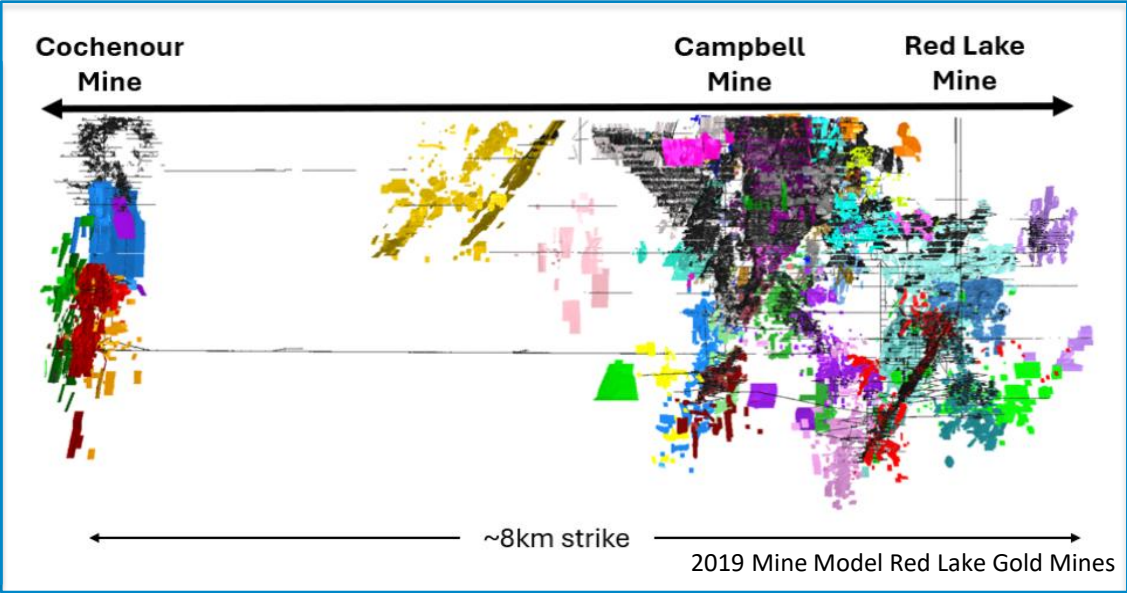 Cochenour
Mine
Campbell
Mine
Red Lake
Mine
~8km strike
2019 Mine Model Red Lake Gold Mines